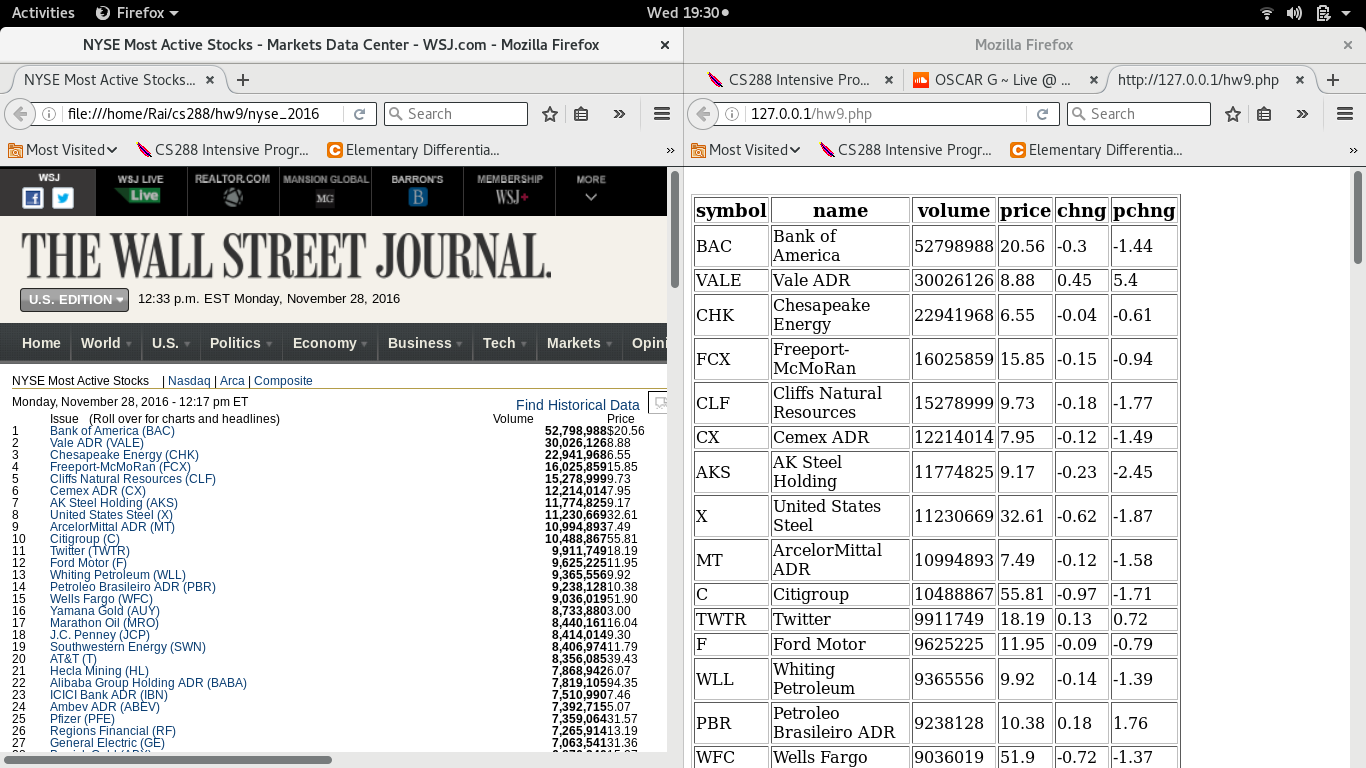 Activities Firefox Wed 19:30
NYSE Most Active Stocks - Markets Data Center - WSJ.com - Mozilla Firefox
NYSE Most Active Stocks...
file:///home/Rai/cs288/hw9/nyse_2016 Search
Most Visited CS288 Intensive Progr... Elementary Differentia... »
WSJ WSJ LIVE Live REALTOR.COM MANSION GLOBAL MG BARRON'S B MEMBERSHIP WSJ+ MORE
THE WALL STREET JOURNAL.
U.S. EDITION 12:33 p.m. EST Monday, November 28, 2016
Home World U.S. Politics Economy Business Tech Markets Opini
NYSE Most Active Stocks | Nasdaq | Arca | Composite
Monday, November 28, 2016 - 12:17 pm ET Find Historical Data
Issue (Roll over for charts and headlines) Volume Price
1 Bank of America (BAC) 52,798,988 $20.56
2 Vale ADR (VALE) 30,026,126 8.88
3 Chesapeake Energy (CHK) 22,941,968 6.55
4 Freeport-McMoRan (FCX) 16,025,859 15.85
5 Cliffs Natural Resources (CLF) 15,278,999 9.73
6 Cemex ADR (CX) 12,214,014 7.95
7 AK Steel Holding (AKS) 11,774,825 9.17
8 United States Steel (X) 11,230,669 32.61
9 ArcelorMittal ADR (MT) 10,994,893 7.49
10 Citigroup (C) 10,488,867 55.81
11 Twitter (TWTR) 9,911,749 18.19
12 Ford Motor (F) 9,625,225 11.95
13 Whiting Petroleum (WLL) 9,365,556 9.92
14 Petroleo Brasileiro ADR (PBR) 9,238,128 10.38
15 Wells Fargo (WFC) 9,036,019 51.90
16 Yamana Gold (AUY) 8,733,880 3.00
17 Marathon Oil (MRO) 8,440,161 16.04
18 J.C. Penney (JCP) 8,414,014 9.30
19 Southwestern Energy (SWN) 8,406,974 11.79
20 AT&T (T) 8,356,085 39.43
21 Hecla Mining (HL) 7,868,942 6.07
22 Alibaba Group Holding ADR (BABA) 7,819,105 94.35
23 ICICI Bank ADR (IBN) 7,510,990 7.46
24 Ambev ADR (ABEV) 7,392,715 5.07
25 Pfizer (PFE) 7,359,064 31.57
26 Regions Financial (RF) 7,265,914 13.19
27 General Electric (GE) 7,063,541 31.36
Mozilla Firefox
CS288 Intensive Pro... OSCAR G ~ Live @ ... http://127.0.0.1/hw9.php
127.0.0.1/hw9.php Search
Most Visited CS288 Intensive Progr... Elementary Differentia... »
symbol name volume price chng pchng
BAC Bank of
America 52798988 20.56 -0.3 -1.44
VALE Vale ADR 30026126 8.88 0.45 5.4
CHK Chesapeake
Energy 22941968 6.55 -0.04 -0.61
FCX Freeport-
McMoRan 16025859 15.85 -0.15 -0.94
CLF Cliffs Natural
Resources 15278999 9.73 -0.18 -1.77
CX Cemex ADR 12214014 7.95 -0.12 -1.49
AKS AK Steel
Holding 11774825 9.17 -0.23 -2.45
X United States
Steel 11230669 32.61 -0.62 -1.87
MT ArcelorMittal
ADR 10994893 7.49 -0.12 -1.58
C Citigroup 10488867 55.81 -0.97 -1.71
TWTR Twitter 9911749 18.19 0.13 0.72
F Ford Motor 9625225 11.95 -0.09 -0.79
WLL Whiting
Petroleum 9365556 9.92 -0.14 -1.39
PBR Petroleo
Brasileiro ADR 9238128 10.38 0.18 1.76
WFC Wells Fargo 9036019 51.9 -0.72 -1.37